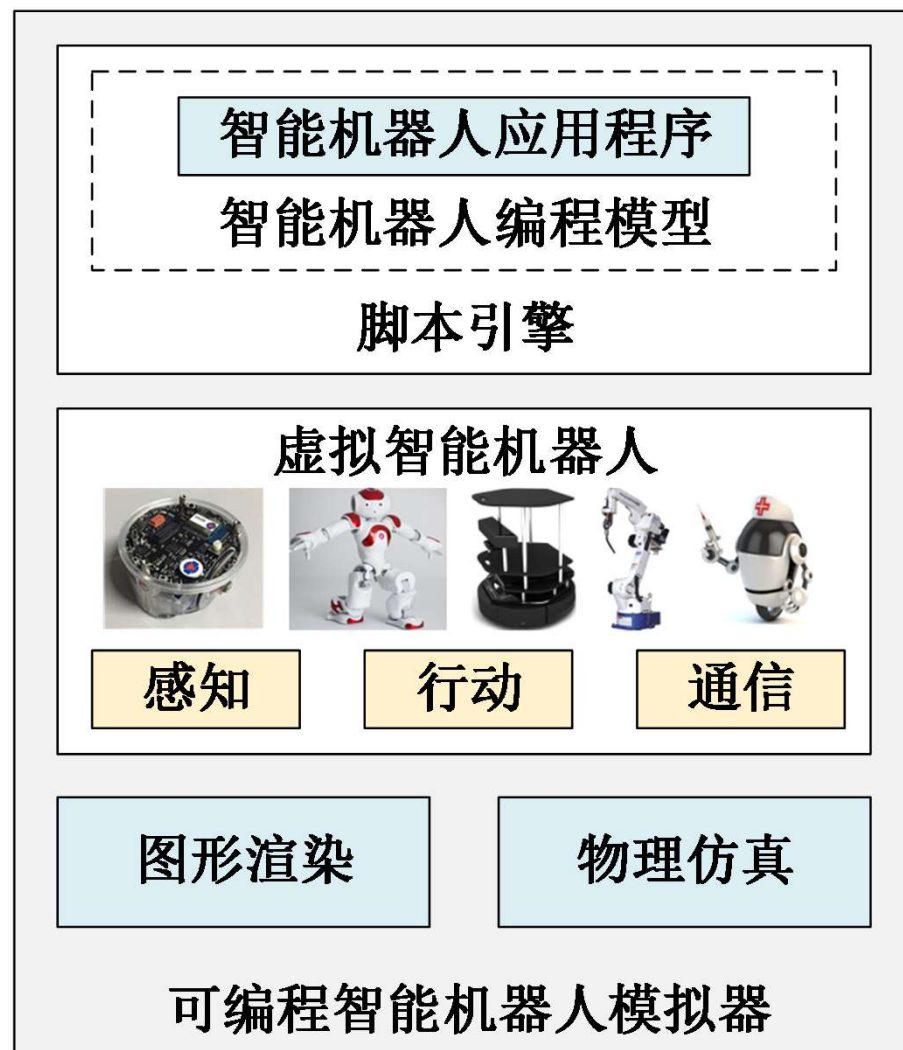 智能机器人应用程序
智能机器人编程模型
脚本引擎
虚拟智能机器人
感知
行动
通信
图形渲染
物理仿真
可编程智能机器人模拟器